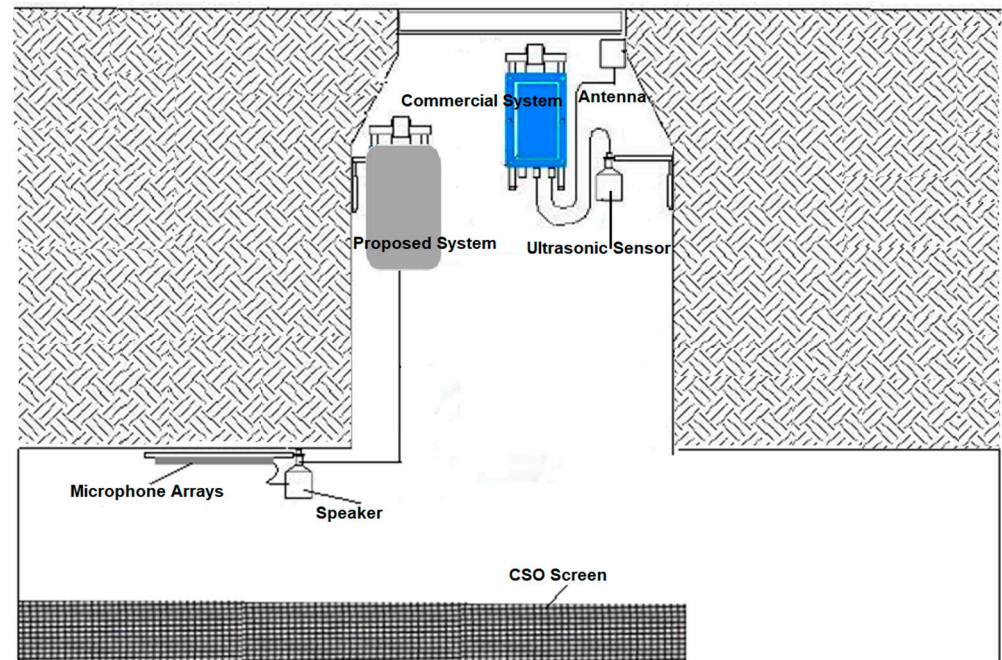 Commercial System
Antenna
Proposed System
Ultrasonic Sensor
Microphone Arrays
Speaker
CSO Screen